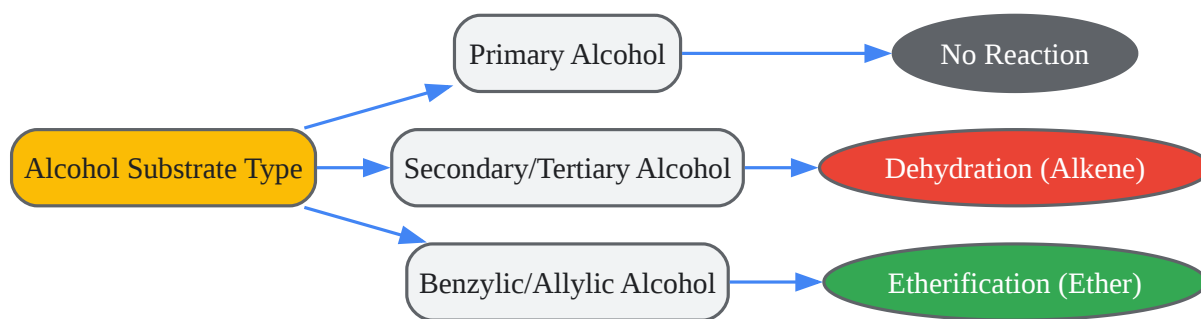 Primary Alcohol
No Reaction
Alcohol Substrate Type
Secondary/Tertiary Alcohol
Dehydration (Alkene)
Benzylic/Allylic Alcohol
Etherification (Ether)